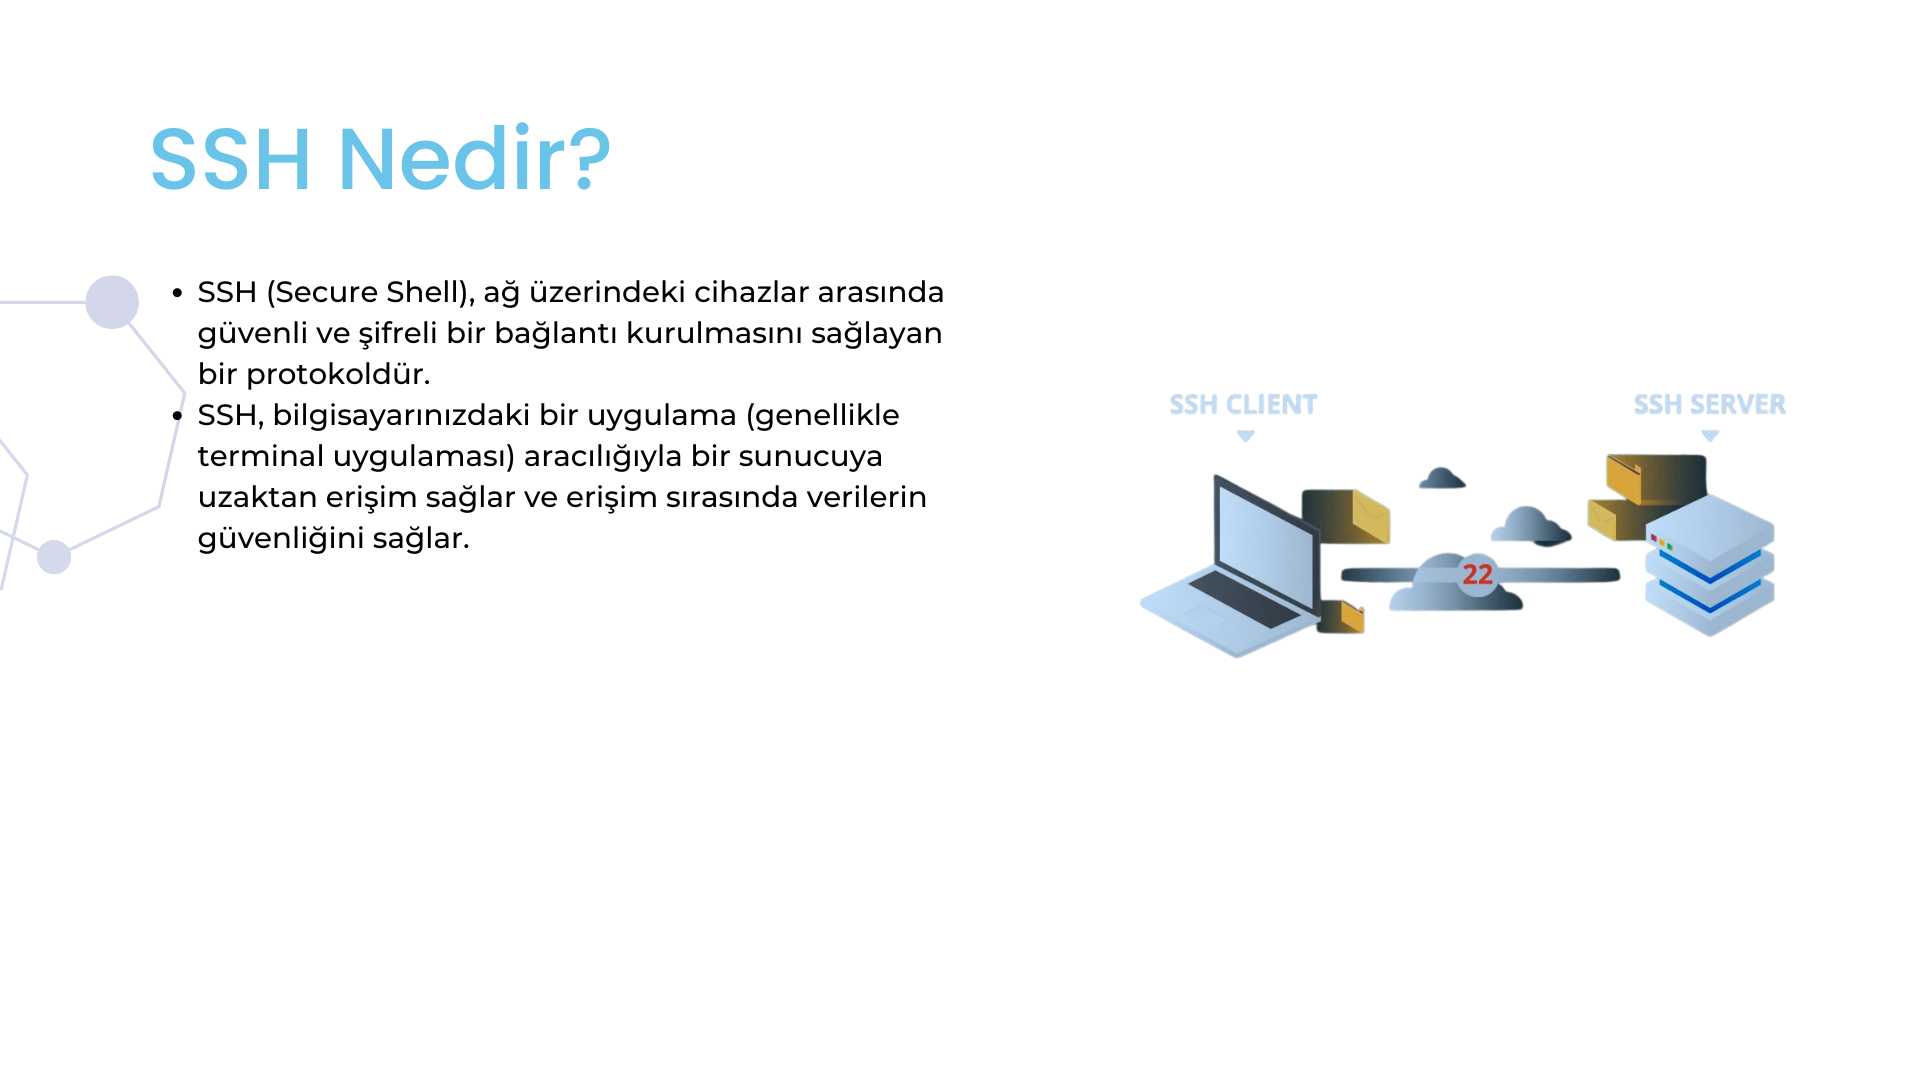 SSH Nedir?
• SSH (Secure Shell), ağ üzerindeki cihazlar arasında
güvenli ve şifreli bir bağlantı kurulmasını sağlayan
bir protokoldür.
• SSH, bilgisayarınızdaki bir uygulama (genellikle
terminal uygulaması) aracılığıyla bir sunucuya
uzaktan erişim sağlar ve erişim sırasında verilerin
güvenliğini sağlar.
SSH CLIENT
SSH SERVER
22